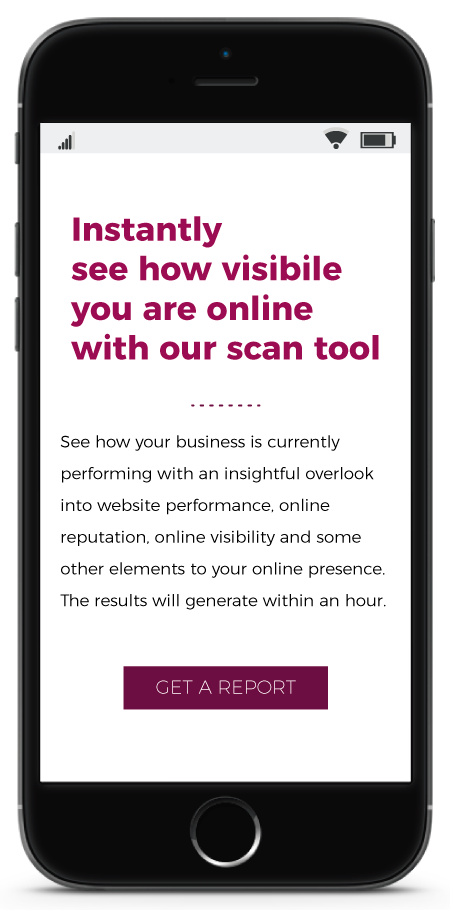 Instantly
see how visibile
you are online
with our scan tool
See how your business is currently
performing with an insightful overlook
into website performance, online
reputation, online visibility and some
other elements to your online presence.
The results will generate within an hour.
GET A REPORT